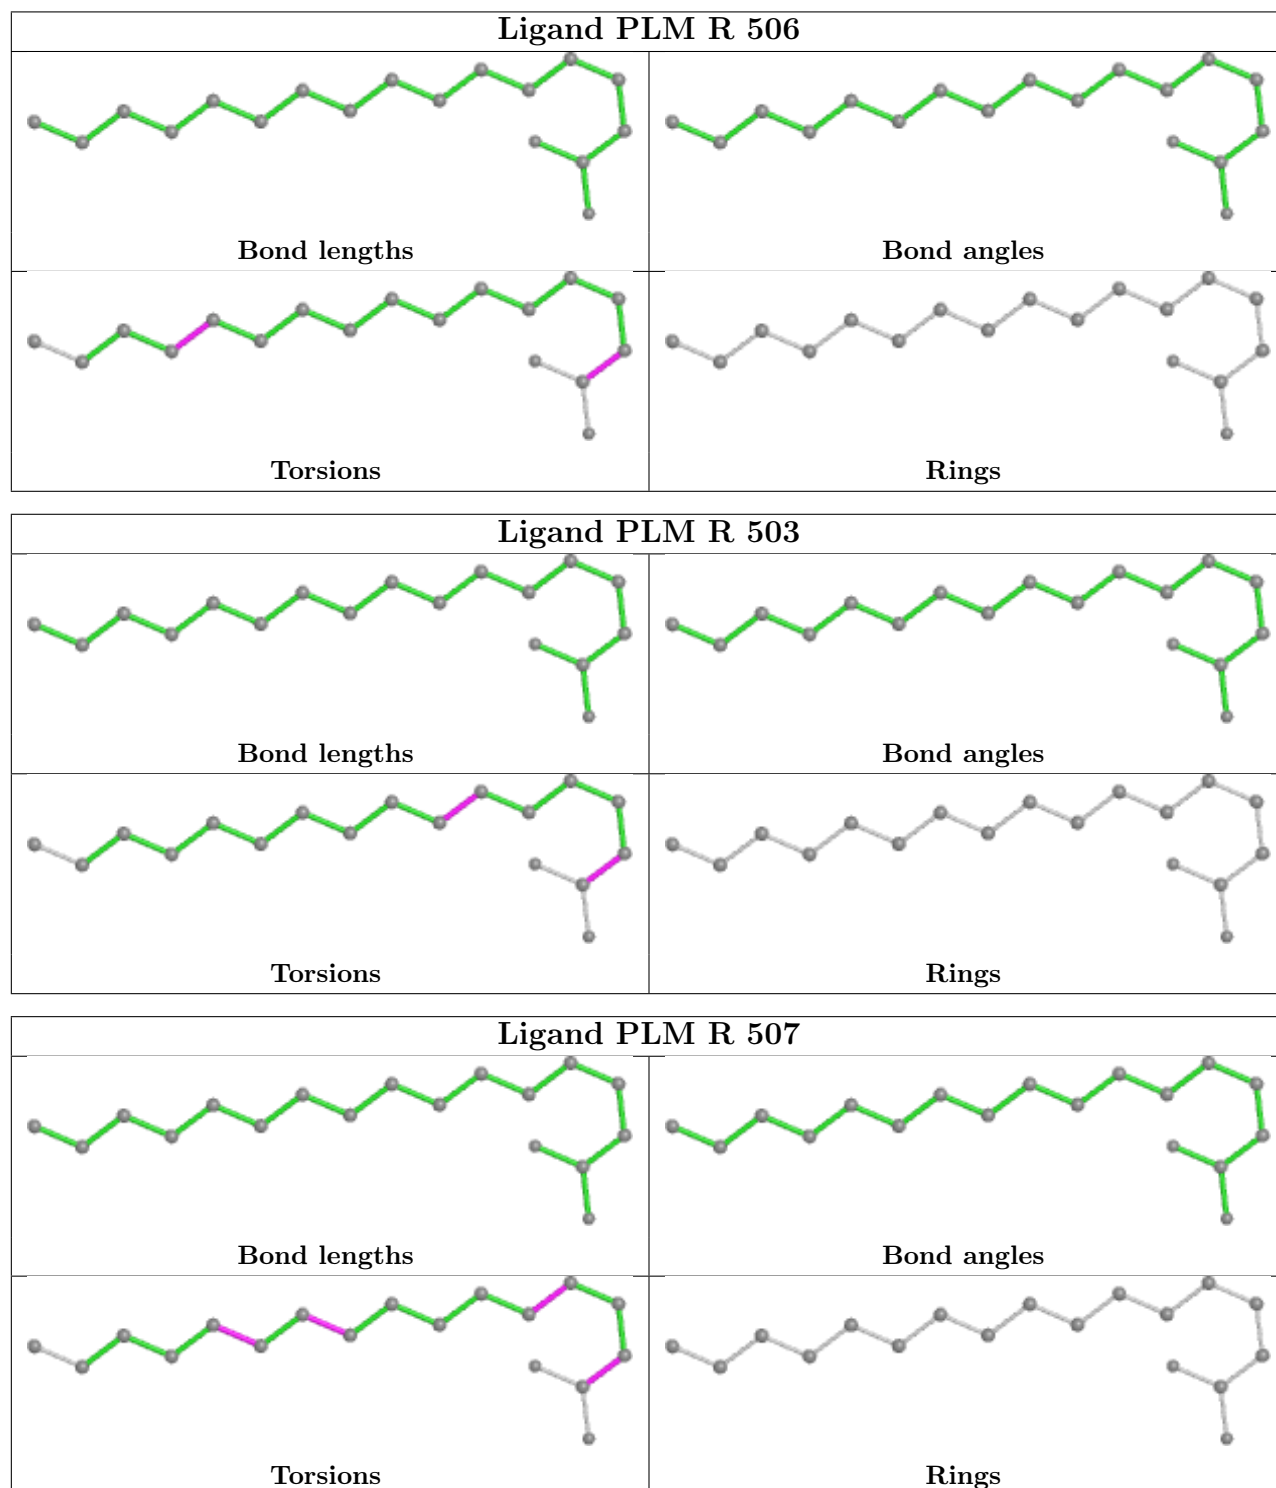 Ligand PLM R 506
Bond lengths
Bond angles
Torsions
Rings
Ligand PLM R 503
Bond lengths
Bond angles
Torsions
Rings
Ligand PLM R 507
Bond lengths
Bond angles
Torsions
Rings